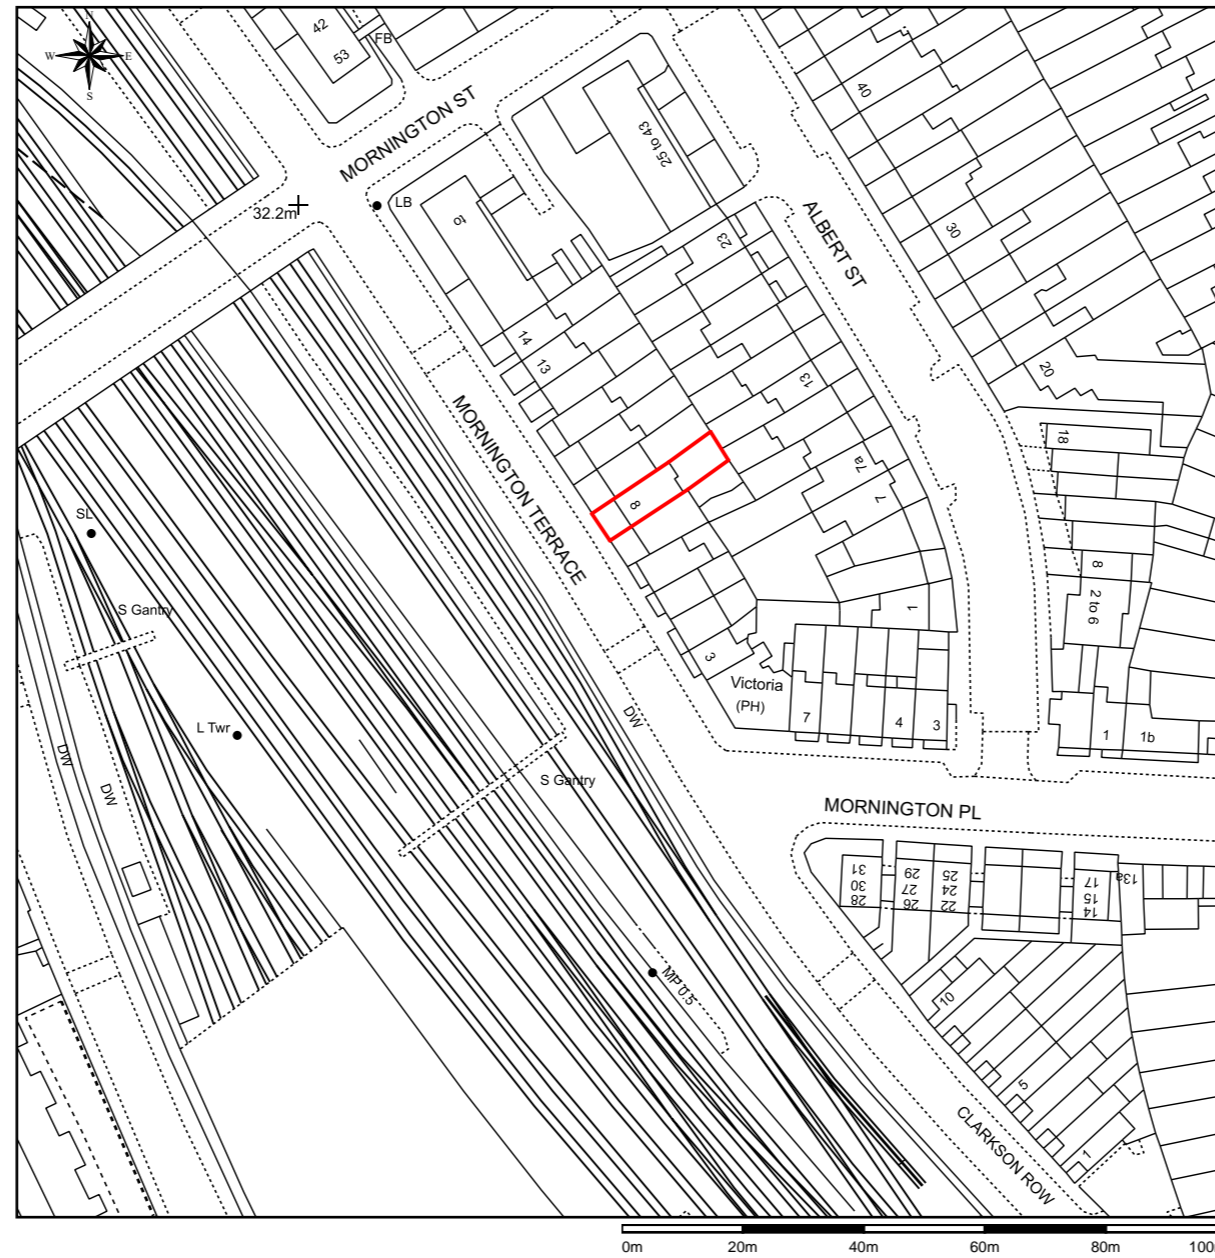 N
W E
S
42
53
FB
MORNINGTON ST
40
25 to 43
LB
32.2m
to
ALBERT ST
30
23
14
13
20
13
MORNINGTON TERRACE
18
7a
7
8
SL
S Gantry
8
2 to 6
1
3
Victoria
(PH)
7
4
3
1
1b
DW
L Twr
DW
DW
S Gantry
MORNINGTON PL
31
30
28
29
27
26
25
24
22
17
15
14
13a
MP 0.5
10
5
1
CLARKSON ROW
0m 20m 40m 60m 80m 100